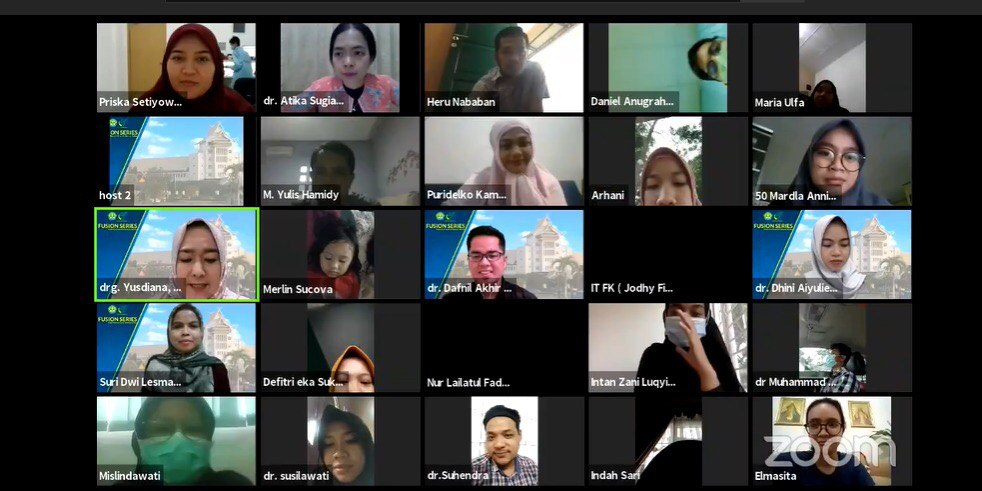 Priska Setiyow...
dr. Atika Sugia...
Heru Nababan
Daniel Anugrah...
Maria Ulfa
FUSION SERIES
host 2
M. Yulis Hamidy
Puridelko Kam...
Arhani
50 Mardla Anni...
FUSION SERIES
drg. Yusdiana, ...
Merlin Sucova
FUSION SERIES
dr. Dafnil Akhir ...
IT FK ( Jodhy Fi...
FUSION SERIES
dr. Dhini Aiyulie...
FUSION SERIES
Suri Dwi Lesma...
Defitri eka Suk...
Nur Lailatul Fad...
Intan Zani Luqyi...
dr Muhammad ...
Mislindawati
dr. susilawati
dr.Suhendra
Indah Sari
Elmasita
zoom